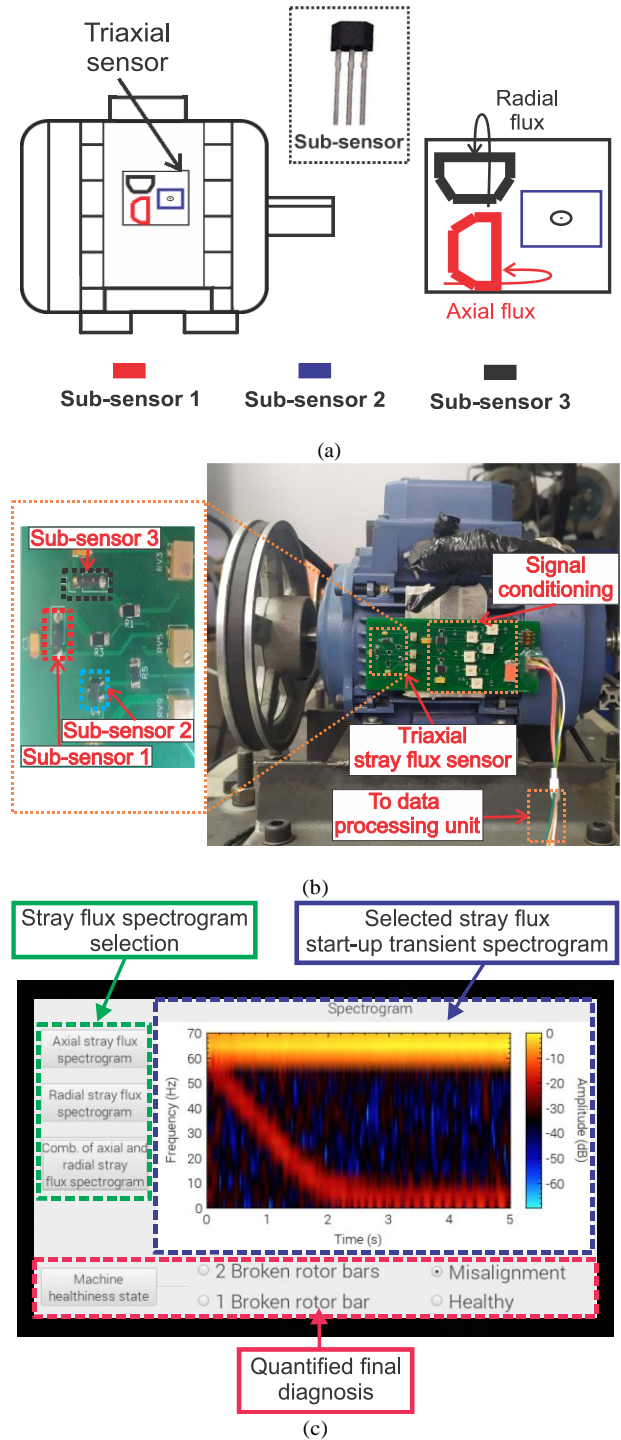 Triaxial
sensor
Sub-sensor
Radial
flux
Axial flux
Sub-sensor 1
Sub-sensor 2
Sub-sensor 3
(a)
Sub-sensor 3
RV3
RV5
R5
RV9
Sub-sensor 2
Sub-sensor 1
Signal
conditioning
Triaxial
stray flux sensor
To data
processing unit
(b)
Stray flux spectrogram
selection
Selected stray flux
start-up transient spectrogram
Axial stray flux
spectrogram
Radial stray flux
spectrogram
Comb. of axial and
radial stray
flux spectrogram
Spectrogram
Frequency (Hz)
70
60
50
40
30
20
10
0
0 1 2 3 4 5
Time (s)
0
-10
-20
-30
-40
-50
-60
Amplitude (dB)
Machine
healthiness state
2 Broken rotor bars
Misalignment
1 Broken rotor bar
Healthy
Quantified final
diagnosis
(c)